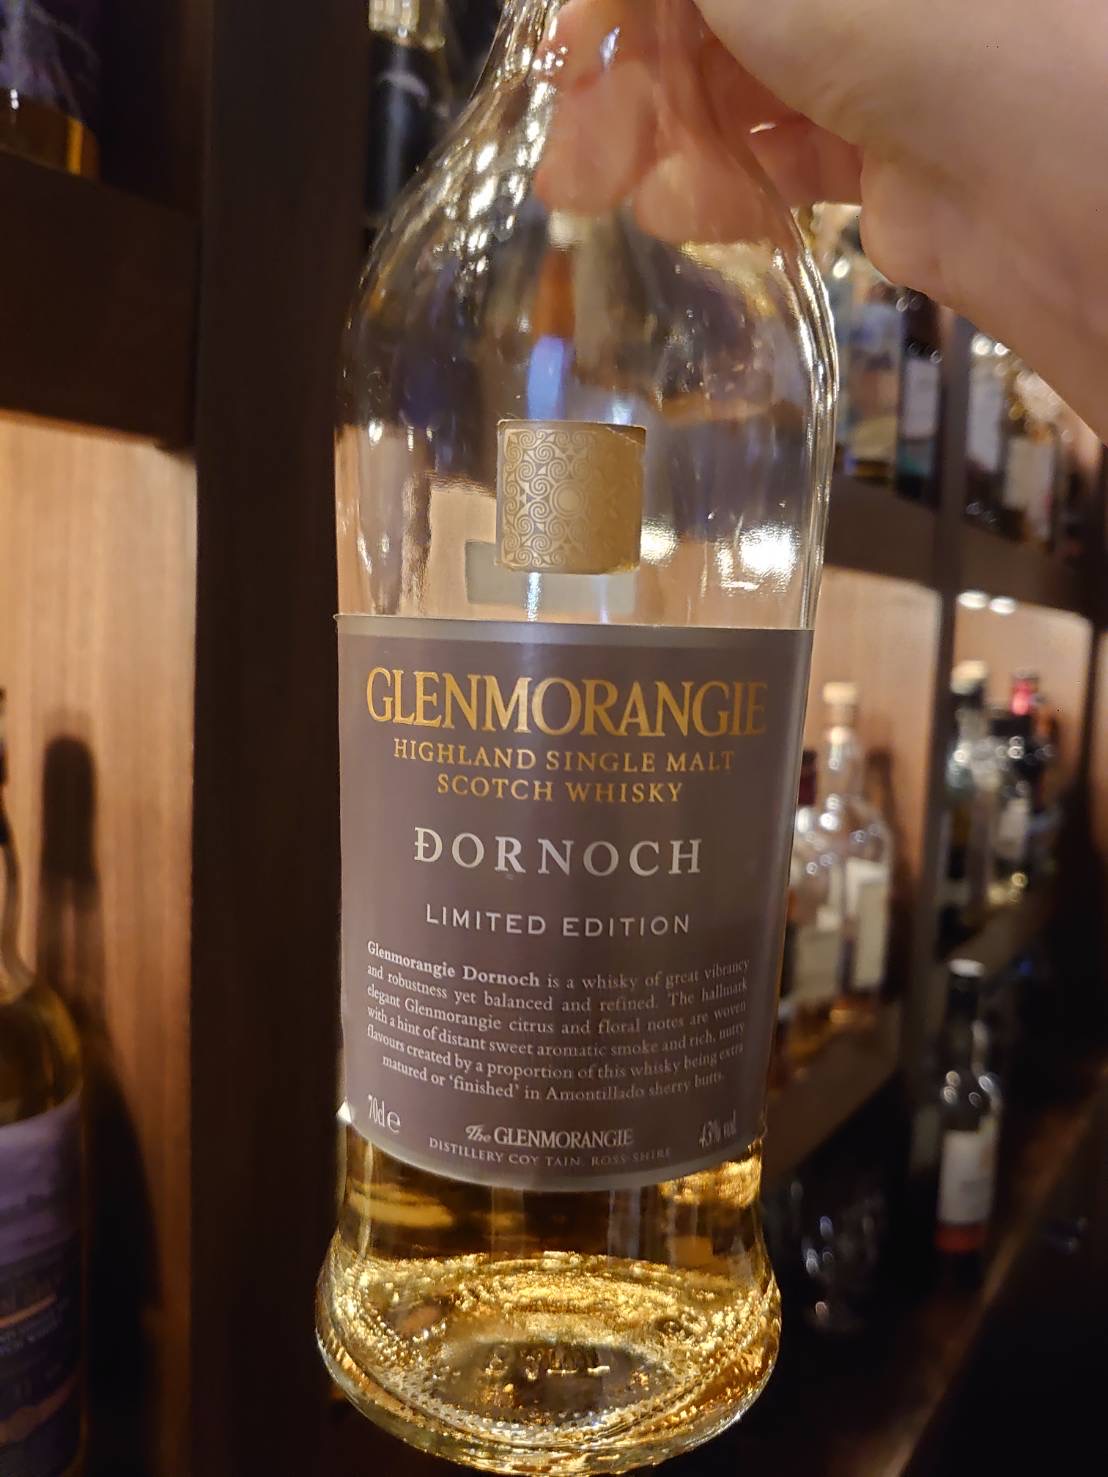 GLENMORANGIE
HIGHLAND SINGLE MALT
SCOTCH WHISKY
ĐORNOCH
LIMITED EDITION
Glenmorangie Dornoch is a whisky of great vibrancy
and robustness yet balanced and refined. The hallmark
elegant Glenmorangie citrus and floral notes are woven
with a hint of distant sweet aromatic smoke and rich, nutty
flavours created by a proportion of this whisky being extra
matured or 'finished' in Amontillado sherry butts.
70cl e
The GLENMORANGIE
43% vol
DISTILLERY COY TAIN, ROSS-SHIRE